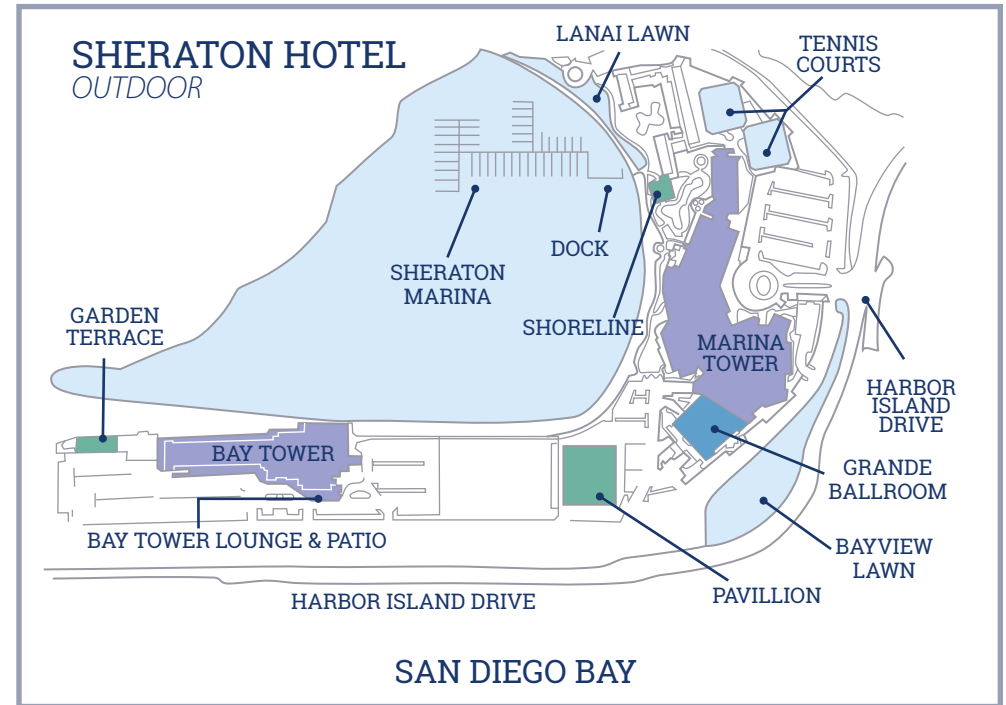 SHERATON HOTEL
OUTDOOR
LANAI LAWN
TENNIS
COURTS
DOCK
SHERATON
MARINA
SHORELINE
GARDEN
TERRACE
MARINA
TOWER
HARBOR
ISLAND
DRIVE
BAY TOWER
GRANDE
BALLROOM
BAY TOWER LOUNGE & PATIO
BAYVIEW
LAWN
PAVILLION
HARBOR ISLAND DRIVE
SAN DIEGO BAY